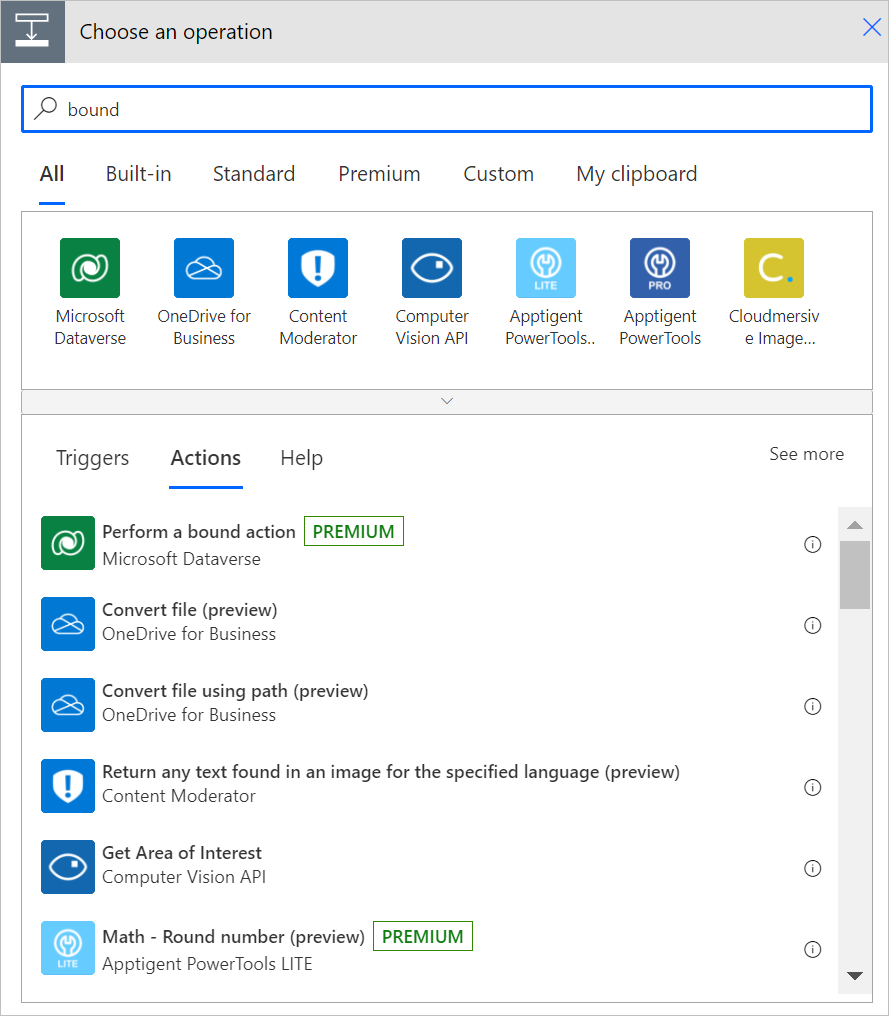 Choose an operation
bound
All Built-in Standard Premium Custom My clipboard
LITE PRO C.
Microsoft OneDrive for Content Computer Apptigent Apptigent Cloudmersiv
Dataverse Business Moderator Vision API PowerTools.. PowerTools e Image...
Triggers Actions Help See more
Perform a bound action PREMIUM
Microsoft Dataverse
Convert file (preview)
OneDrive for Business
Convert file using path (preview)
OneDrive for Business
Return any text found in an image for the specified language (preview)
Content Moderator
Get Area of Interest
Computer Vision API
Math - Round number (preview) PREMIUM
LITE Apptigent PowerTools LITE